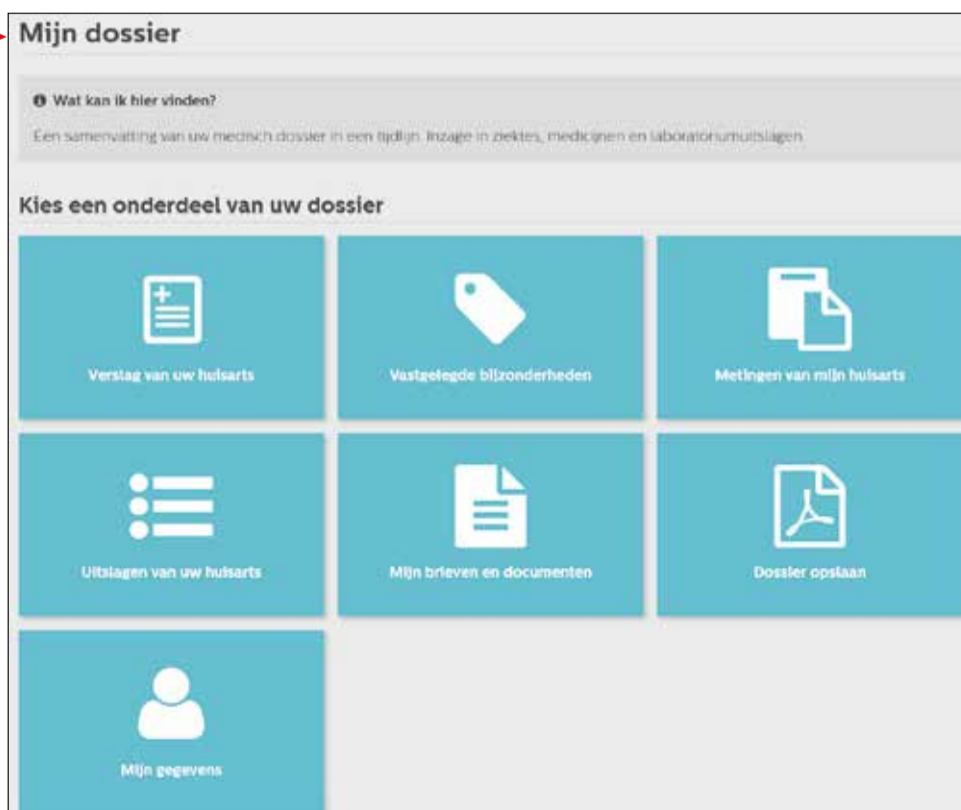 Mijn dossier
Wat kan ik hier vinden?
Een samenvatting van uw medisch dossier in een tijdlijn. Inzage in ziektes, medicijnen en laboratoriumuitslagen
Kies een onderdeel van uw dossier
Verslag van uw huisarts
Vastgelegde bijzonderheden
Metingen van mijn huisarts
Uitslagen van uw huisarts
Mijn brieven en documenten
Dossier opslaan
Mijn gegevens